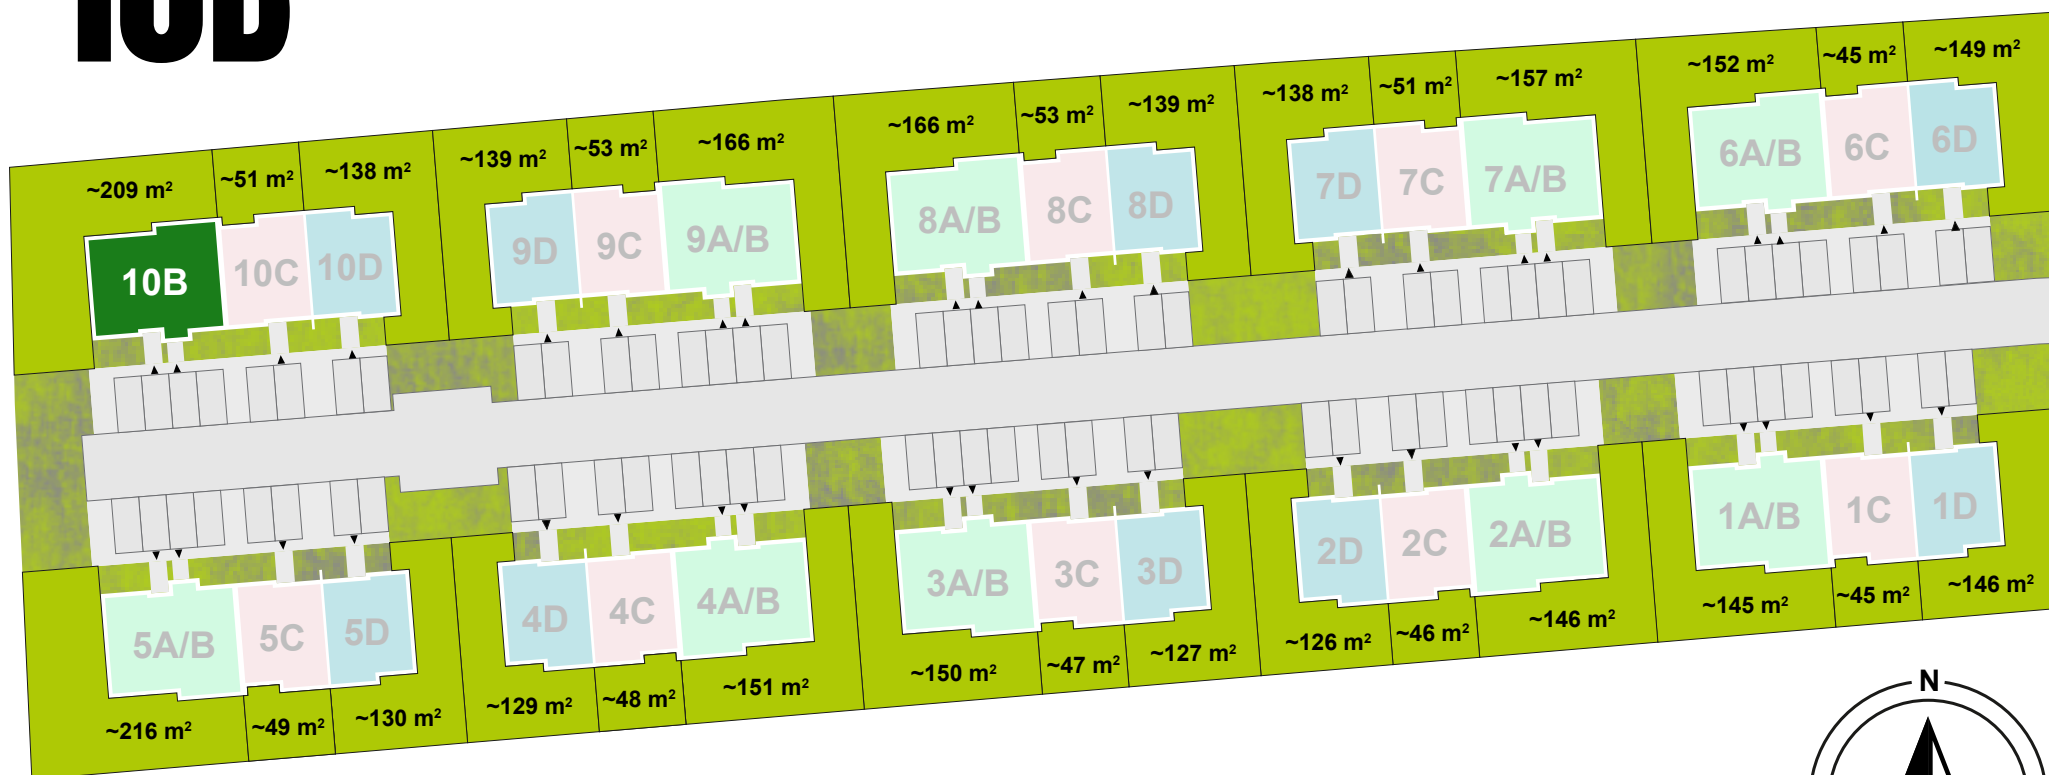 10B
~209 m²
~51 m²
~138 m²
~139 m²
~53 m²
~166 m²
~166 m²
~53 m²
~139 m²
~138 m²
~51 m²
~157 m²
~152 m²
~45 m²
~149 m²
10B
10C
10D
9D
9C
9A/B
8A/B
8C
8D
7D
7C
7A/B
6A/B
6C
6D
5A/B
5C
5D
4D
4C
4A/B
3A/B
3C
3D
2D
2C
2A/B
1A/B
1C
1D
~216 m²
~49 m²
~130 m²
~129 m²
~48 m²
~151 m²
~150 m²
~47 m²
~127 m²
~126 m²
~46 m²
~146 m²
~145 m²
~45 m²
~146 m²
N